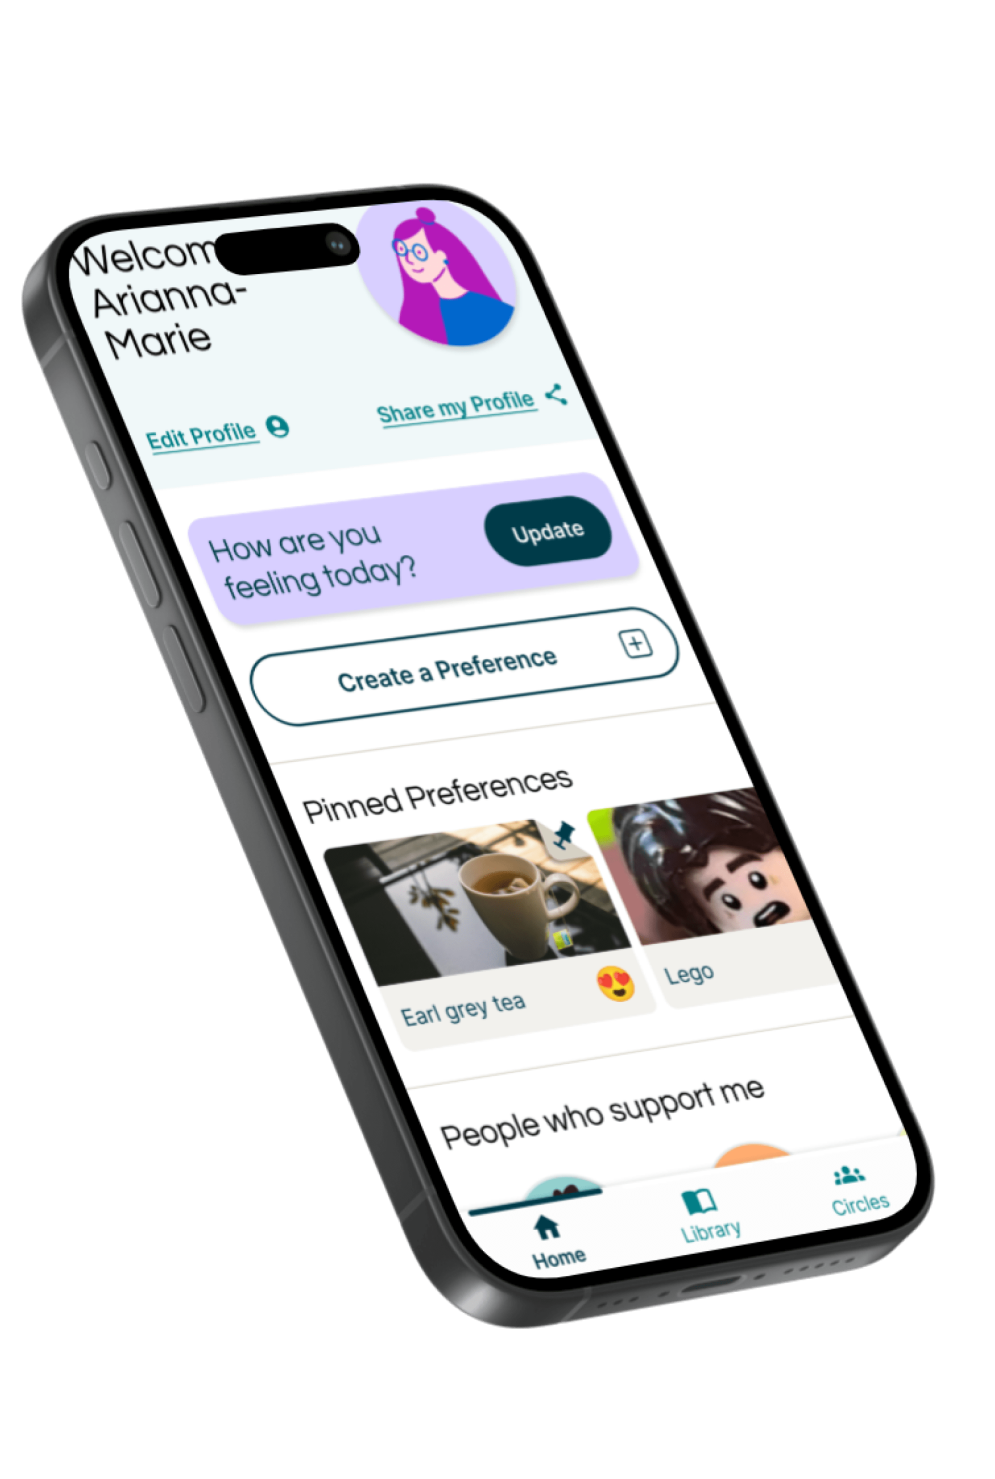 Welcom
Arianna-
Marie
Edit Profile
Share my Profile
How are you
feeling today?
Update
Create a Preference
Pinned Preferences
Earl grey tea
Lego
People who support me
Home
Library
Circles